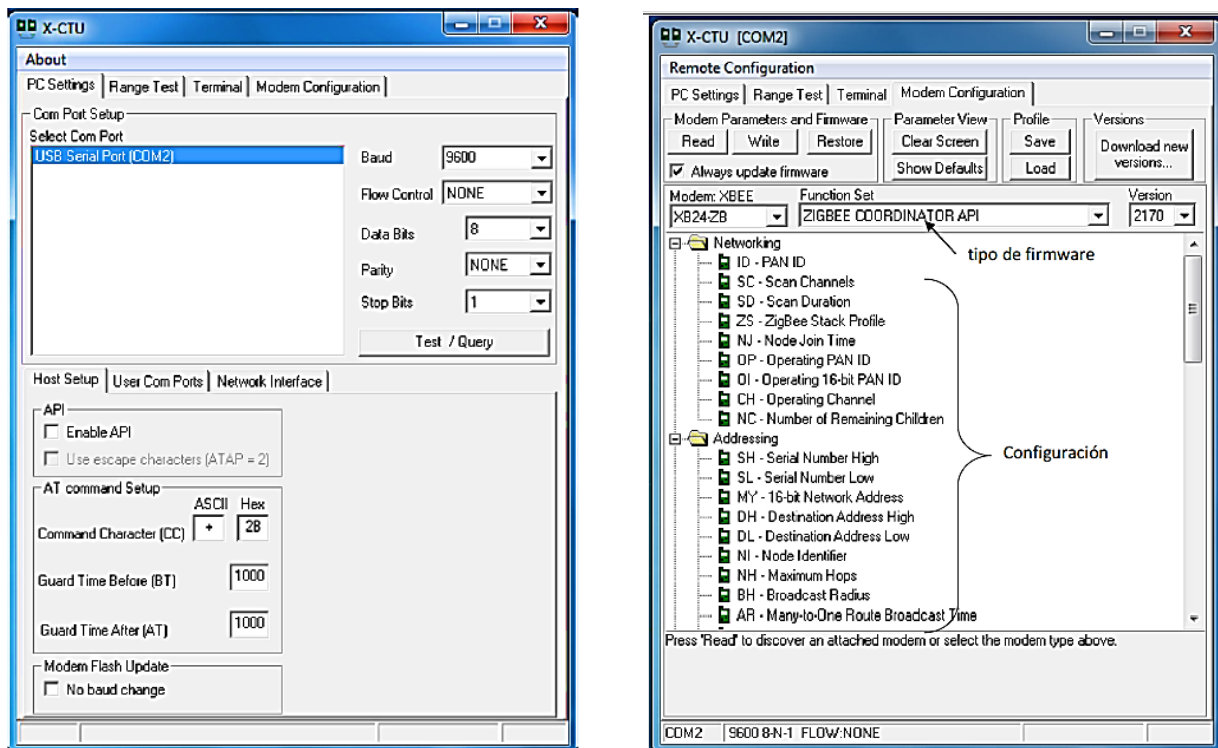 X-CTU
About
PC Settings Range Test Terminal Modem Configuration
Com Port Setup
Select Com Port
USB Serial Port (COM2)
Baud 9600
Flow Control NONE
Data Bits 8
Parity NONE
Stop Bits 1
Test / Query
Host Setup User Com Ports Network Interface
API
Enable API
Use escape characters (ATAP = 2)
AT command Setup
ASCII Hex
Command Character (CC) + 2B
Guard Time Before (BT) 1000
Guard Time After (AT) 1000
Modem Flash Update
No baud change
X-CTU [COM2]
Remote Configuration
PC Settings Range Test Terminal Modem Configuration
Modem Parameters and Firmware Parameter View Profile Versions
Read Write Restore Clear Screen Save Download new versions...
Always update firmware Show Defaults Load
Modem: XBEE Function Set Version
XB24-ZB ZIGBEE COORDINATOR API 2170
tipo de firmware
Networking
ID - PAN ID
SC - Scan Channels
SD - Scan Duration
ZS - ZigBee Stack Profile
NJ - Node Join Time
OP - Operating PAN ID
OI - Operating 16-bit PAN ID
CH - Operating Channel
NC - Number of Remaining Children
Addressing
SH - Serial Number High
Configuración
SL - Serial Number Low
MY - 16-bit Network Address
DH - Destination Address High
DL - Destination Address Low
NI - Node Identifier
NH - Maximum Hops
BH - Broadcast Radius
AR - Many-to-One Route Broadcast Time
Press 'Read' to discover an attached modem or select the modem type above.
COM2 9600 8-N-1 FLOW:NONE